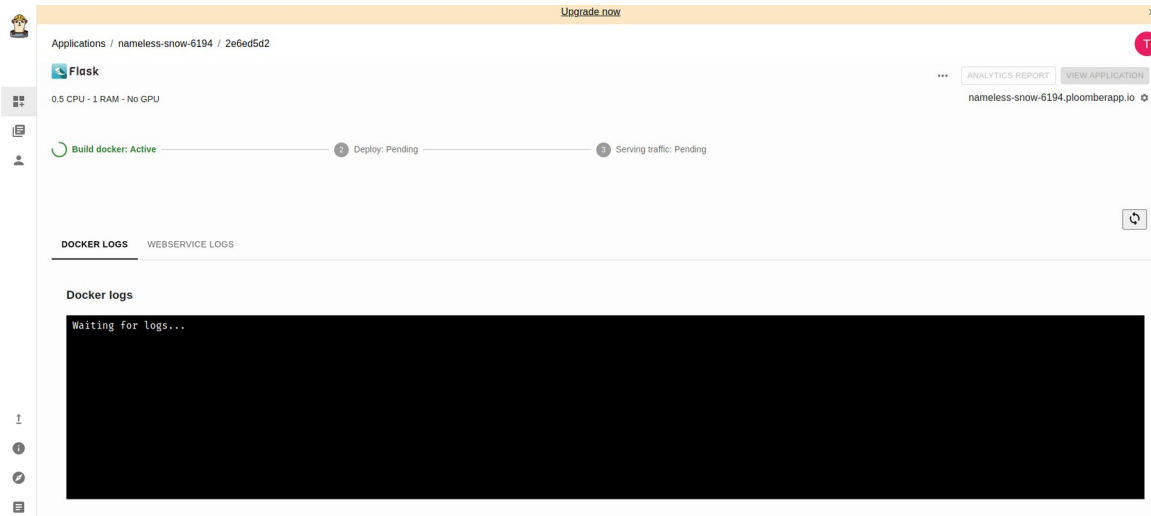 Upgrade now
Applications / nameless-snow-6194 / 2e6ed5d2
T
Flask
... ANALYTICS REPORT VIEW APPLICATION
0.5 CPU - 1 RAM - No GPU
nameless-snow-6194.ploomberapp.io
Build docker: Active 2 Deploy: Pending 3 Serving traffic: Pending
DOCKER LOGS WEBSERVICE LOGS
Docker logs
Waiting for logs...